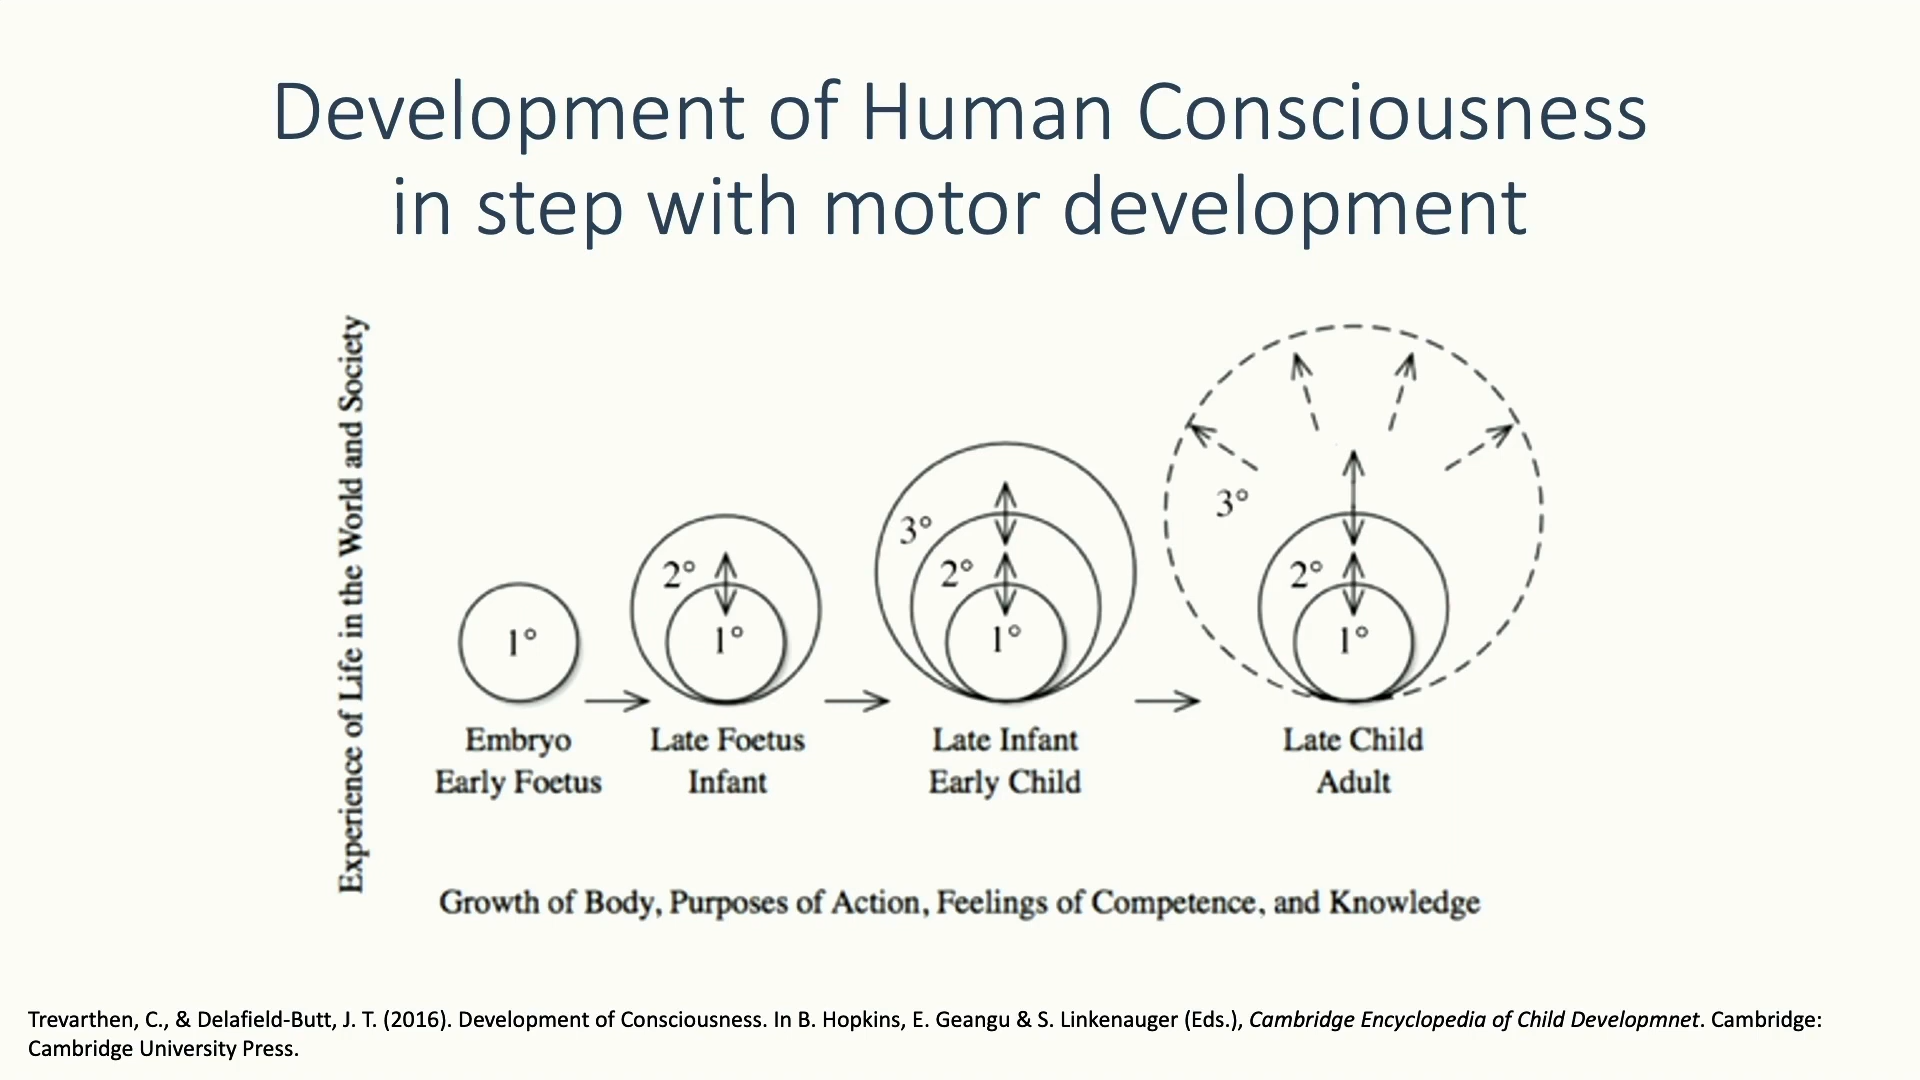 Development of Human Consciousness
in step with motor development
Experience of Life in the World and Society
1°
2°
1°
3°
2°
1°
3°
2°
1°
Embryo
Early Foetus
Late Foetus
Infant
Late Infant
Early Child
Late Child
Adult
Growth of Body, Purposes of Action, Feelings of Competence, and Knowledge
Trevarthen, C., & Delafield-Butt, J. T. (2016). Development of Consciousness. In B. Hopkins, E. Geangu & S. Linkenauger (Eds.), Cambridge Encyclopedia of Child Developmnet. Cambridge:
Cambridge University Press.